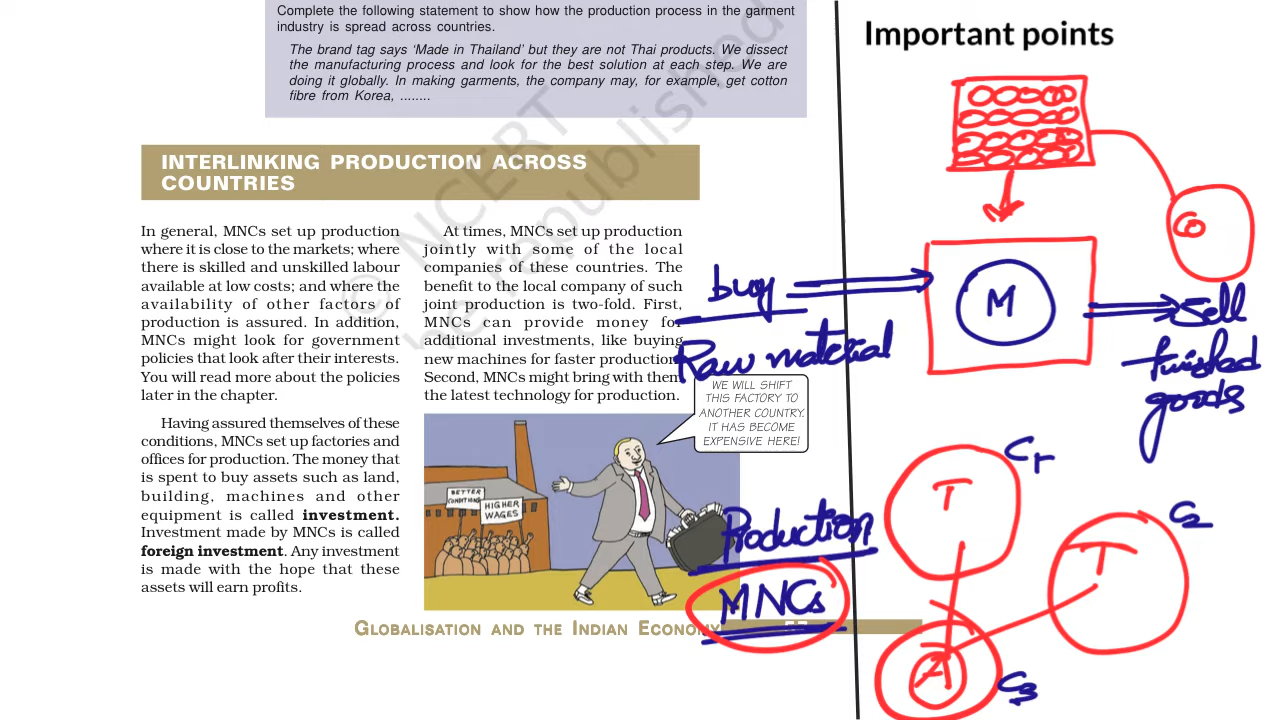 Complete the following statement to show how the production process in the garment
industry is spread across countries.
The brand tag says ‘Made in Thailand’ but they are not Thai products. We dissect
the manufacturing process and look for the best solution at each step. We are
doing it globally. In making garments, the company may, for example, get cotton
fibre from Korea, ........
INTERLINKING PRODUCTION ACROSS
COUNTRIES
In general, MNCs set up production
where it is close to the markets; where
there is skilled and unskilled labour
available at low costs; and where the
availability of other factors of
production is assured. In addition,
MNCs might look for government
policies that look after their interests.
You will read more about the policies
later in the chapter.
Having assured themselves of these
conditions, MNCs set up factories and
offices for production. The money that
is spent to buy assets such as land,
building, machines and other
equipment is called investment.
Investment made by MNCs is called
foreign investment. Any investment
is made with the hope that these
assets will earn profits.
At times, MNCs set up production
jointly with some of the local
companies of these countries. The
benefit to the local company of such
joint production is two-fold. First,
MNCs can provide money for
additional investments, like buying
new machines for faster production.
Second, MNCs might bring with them
the latest technology for production.
WE WILL SHIFT
THIS FACTORY TO
ANOTHER COUNTRY.
IT HAS BECOME
EXPENSIVE HERE!
BETTER
CONDITIONS
HIGHER
WAGES
GLOBALISATION AND THE INDIAN ECONOMY
© NCERT
be republished
Important points
Co
buy
Raw material
M
Sell
finished
goods
Production
MNCs
T
T
C2
A
C3